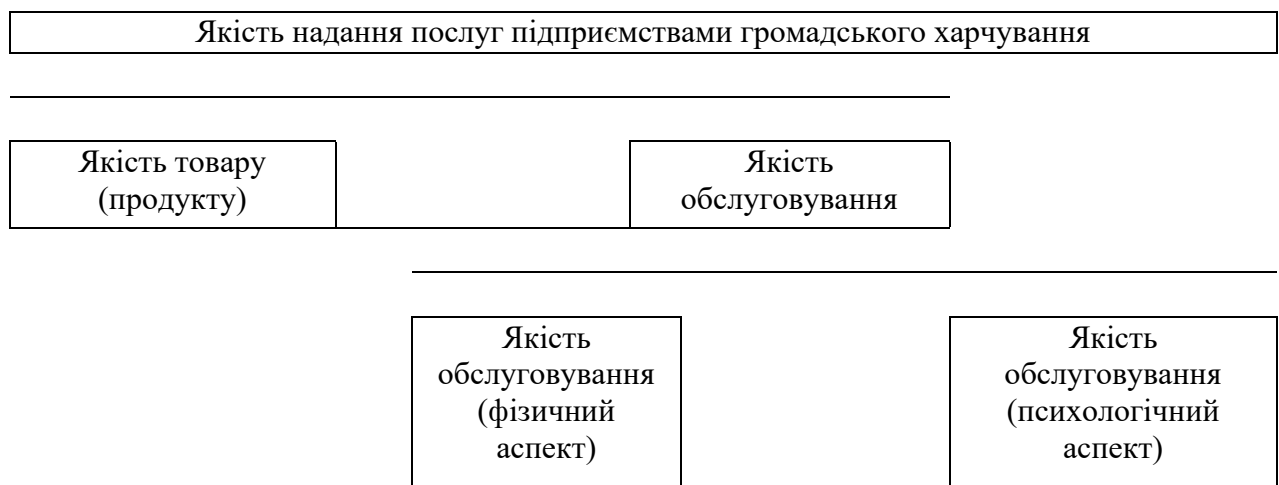 Якість надання послуг підприємствами громадського харчування
Якість товару
(продукту)
Якість
обслуговування
Якість
обслуговування
(фізичний
аспект)
Якість
обслуговування
(психологічний
аспект)